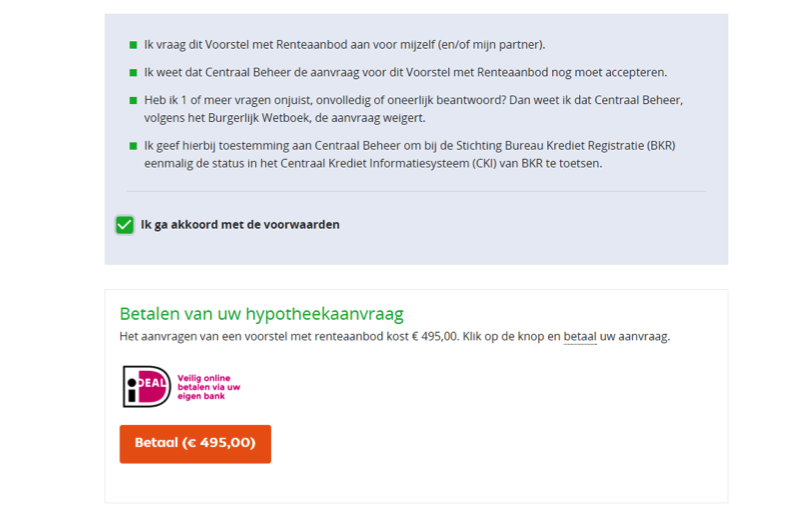 Ik vraag dit Voorstel met Renteaanbod aan voor mijzelf (en/of mijn partner).
Ik weet dat Centraal Beheer de aanvraag voor dit Voorstel met Renteaanbod nog moet accepteren.
Heb ik 1 of meer vragen onjuist, onvolledig of oneerlijk beantwoord? Dan weet ik dat Centraal Beheer,
volgens het Burgerlijk Wetboek, de aanvraag weigert.
Ik geef hierbij toestemming aan Centraal Beheer om bij de Stichting Bureau Krediet Registratie (BKR)
eenmalig de status in het Centraal Krediet Informatiesysteem (CKI) van BKR te toetsen.
Ik ga akkoord met de voorwaarden
Betalen van uw hypotheekaanvraag
Het aanvragen van een voorstel met renteaanbod kost € 495,00. Klik op de knop en betaal uw aanvraag.
iDEAL
Veilig online
betalen via uw
eigen bank
Betaal (€ 495,00)